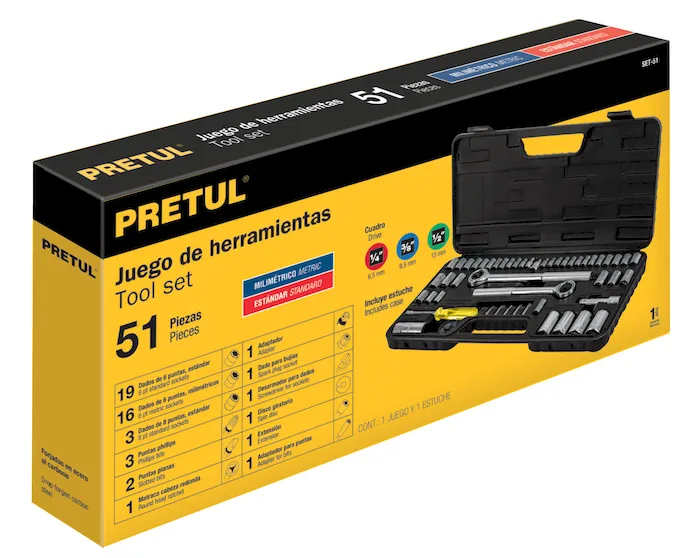 Juego de herramientas
Tool set
51
Piezas
Pieces
MILIMÉTRICO METRIC
ESTÁNDAR STANDARD
SET-51
PRETUL®
PRETUL®
Juego de herramientas
Tool set
51 Piezas
Pieces
MILIMÉTRICO METRIC
ESTÁNDAR STANDARD
Cuadro
Drive
1/4"
6,5 mm
3/8"
9,5 mm
1/2"
13 mm
Incluye estuche
Includes case
19 Dados de 6 puntas, estándar
6 pt standard sockets
16 Dados de 6 puntas, milimétricos
6 pt metric sockets
3 Dados de 8 puntas, estándar
8 pt standard sockets
3 Puntas phillips
Phillips bits
2 Puntas planas
Slotted bits
1 Matraca cabeza redonda
Round head ratchet
1 Adaptador
Adapter
1 Dado para bujías
Spark plug socket
1 Desarmador para dados
Screwdriver for sockets
1 Disco giratorio
Spin disc
1 Extensión
Extension
1 Adaptador para puntas
Adapter for bits
CONT.: 1 JUEGO Y 1 ESTUCHE
PRETUL®
Forjados en acero
al carbono
Drop forged carbon
steel